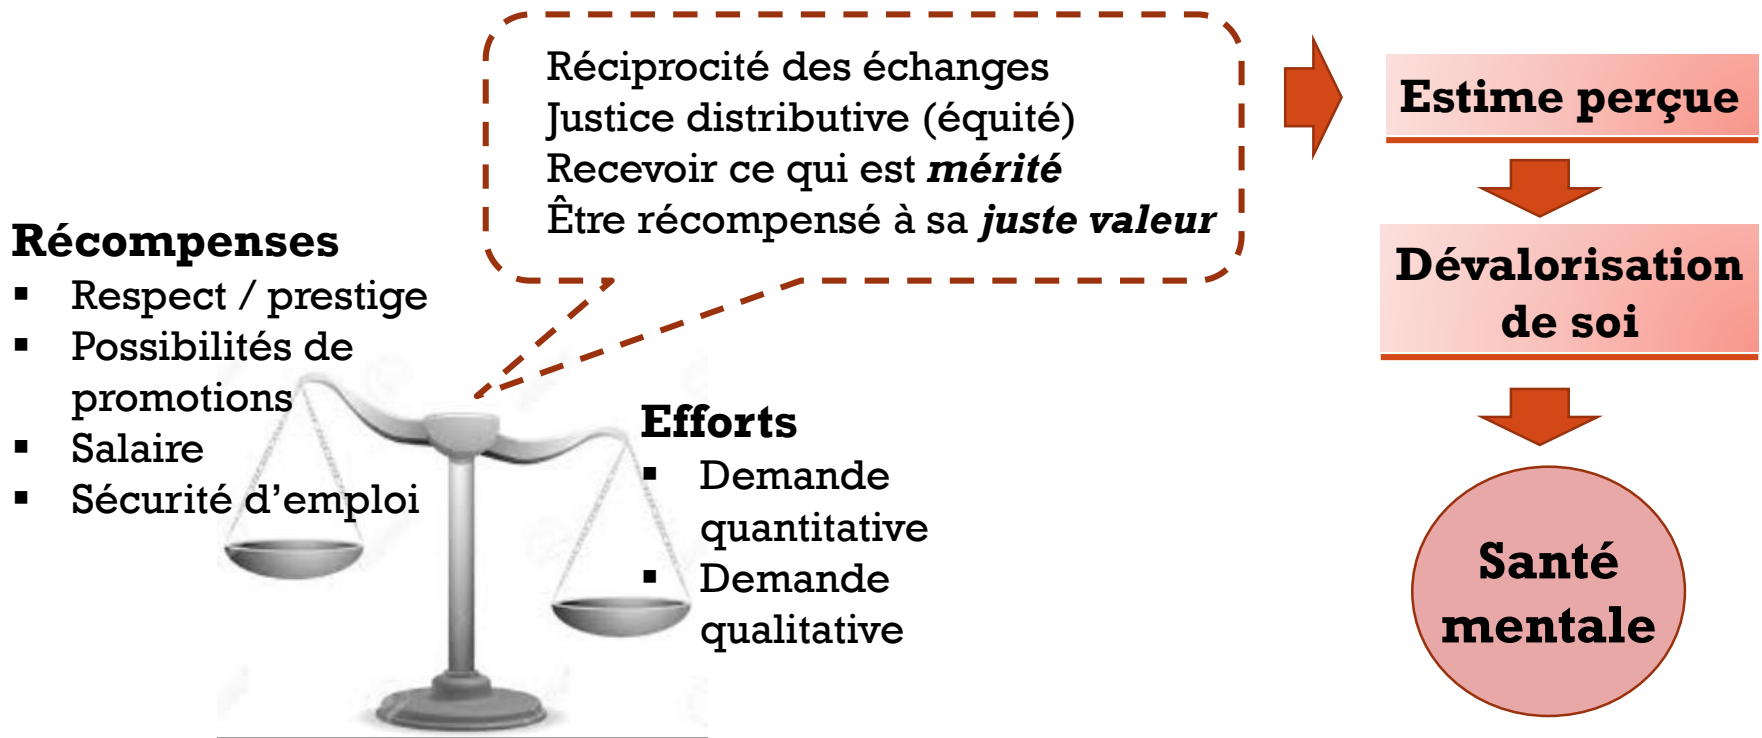 Réciprocité des échanges
Justice distributive (équité)
Recevoir ce qui est mérité
Être récompensé à sa juste valeur
Estime perçue
Dévalorisation
de soi
Santé
mentale
Récompenses
▪ Respect / prestige
▪ Possibilités de
promotions
▪ Salaire
▪ Sécurité d’emploi
Efforts
▪ Demande
quantitative
▪ Demande
qualitative